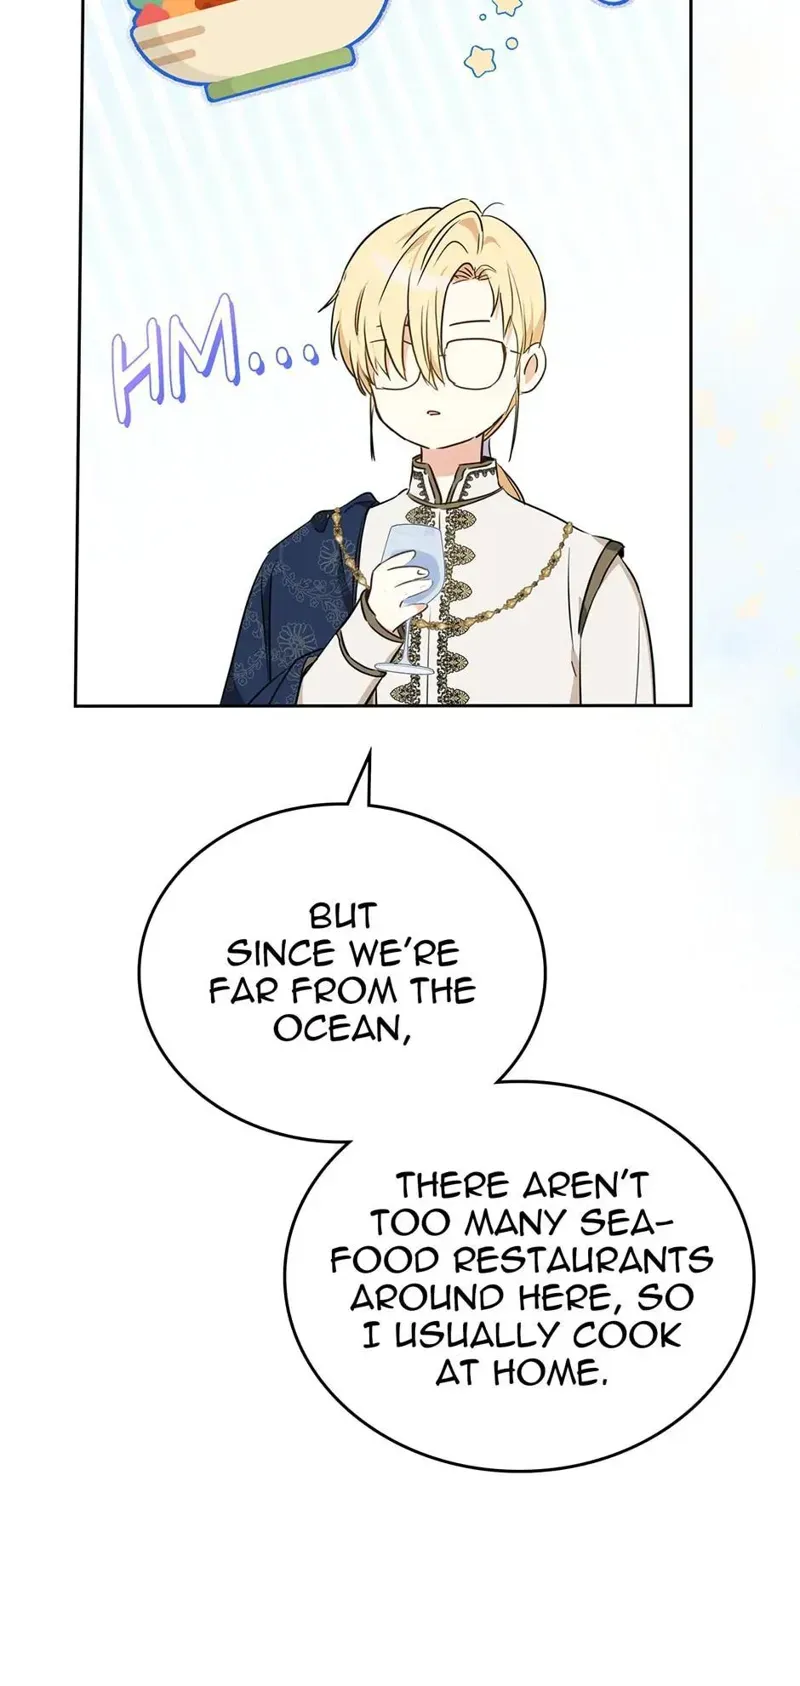 HM...
BUT
SINCE WE'RE
FAR FROM THE
OCEAN,
THERE AREN'T
TOO MANY SEA-
FOOD RESTAURANTS
AROUND HERE, SO
I USUALLY COOK
AT HOME.